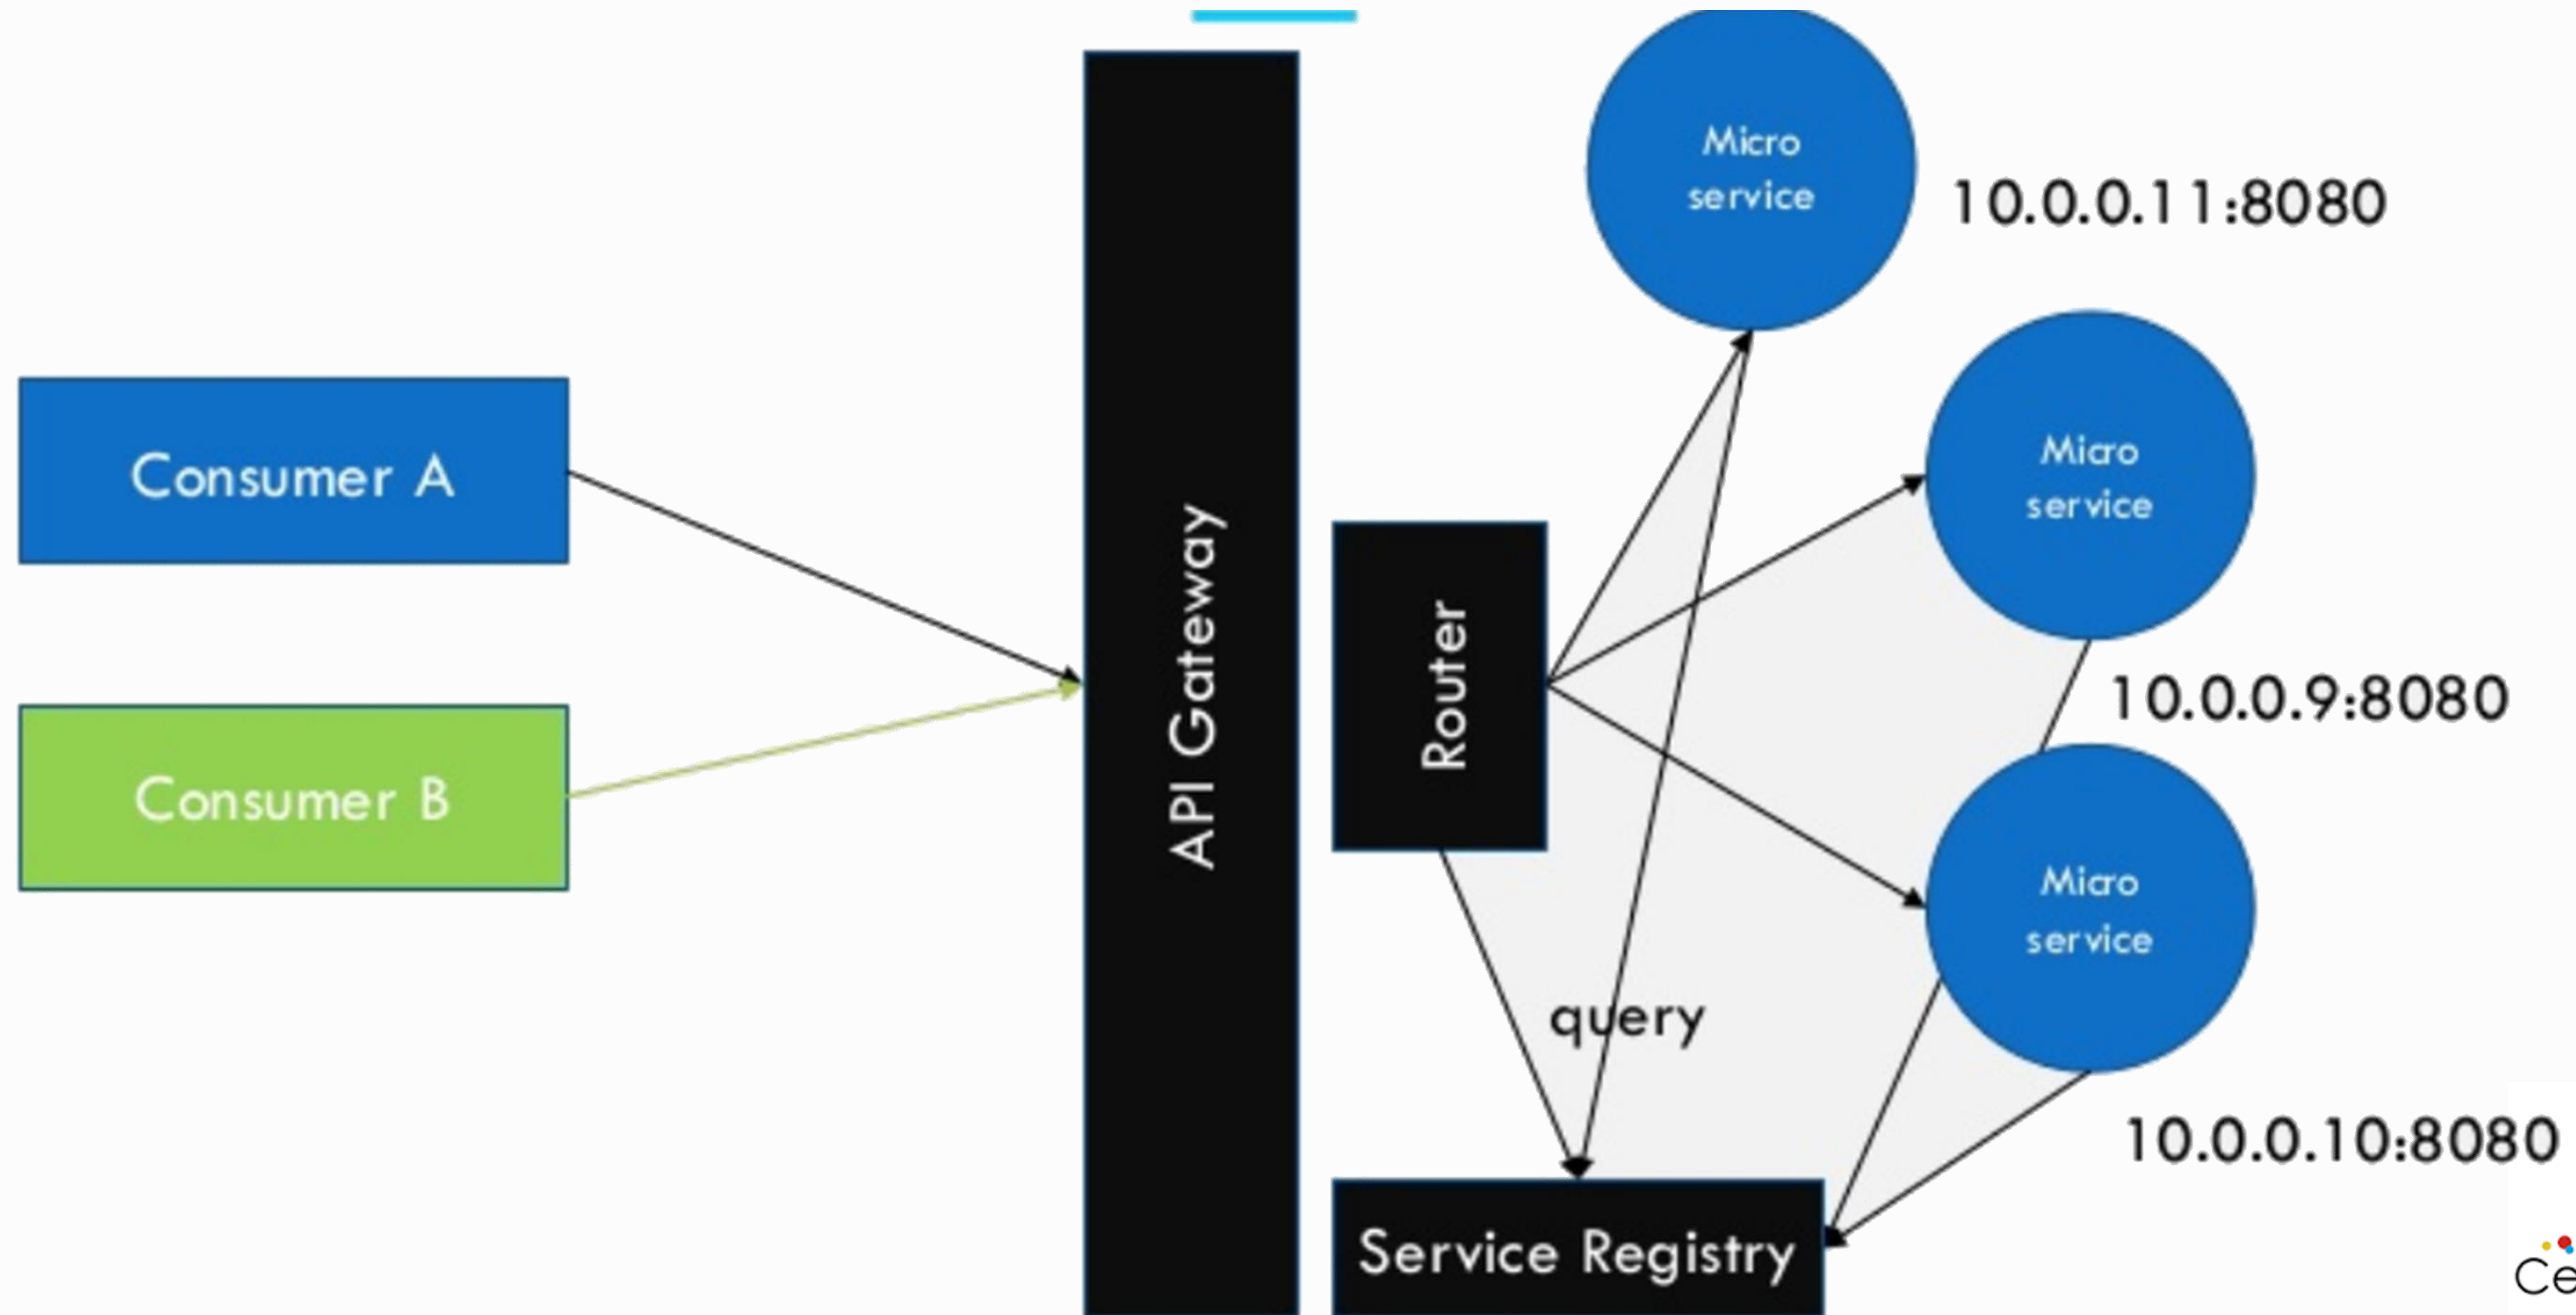 Micro
service
10.0.0.11:8080
Consumer A
Micro
service
API Gateway
Router
10.0.0.9:8080
Consumer B
Micro
service
query
10.0.0.10:8080
Service Registry
Ce